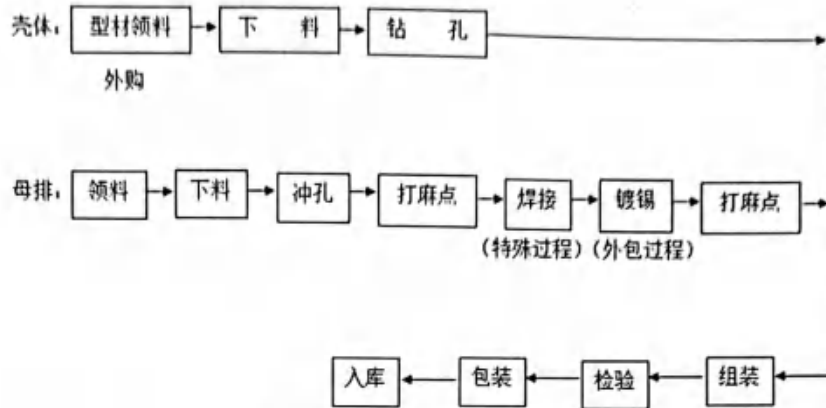 壳体: 型材领料 下 料 钻 孔
外购
母排: 领料 下料 冲孔 打麻点 焊接 镀锡 打麻点
(特殊过程) (外包过程)
入库 包装 检验 组装